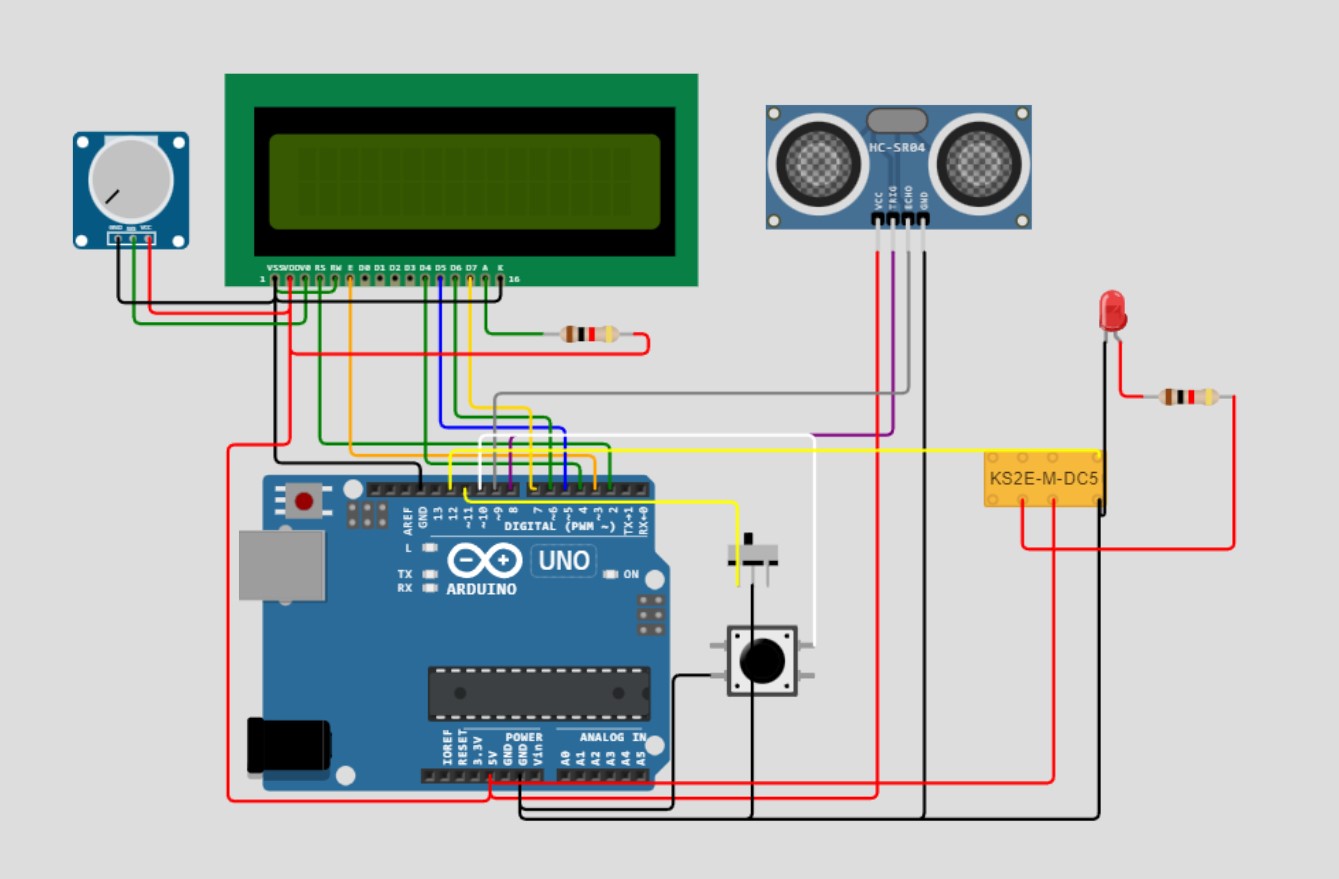 HC-SR04
VCC
TRIG
ECHO
GND
GND
SIG
VCC
1 VSS VDD V0 RS RW E D0 D1 D2 D3 D4 D5 D6 D7 A K 16
KS2E-M-DC5
AREF GND 13 12 ~11 ~10 ~9 8 7 ~6 ~5 4 ~3 2 TX→1 RX←0
DIGITAL (PWM ~)
L
UNO
TX
ON
RX
ARDUINO
POWER
ANALOG IN
IOREF RESET 3.3V 5V GND GND Vin A0 A1 A2 A3 A4 A5